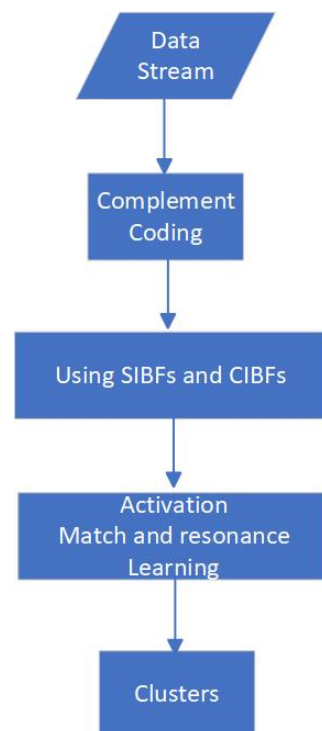 Data
Stream
Complement
Coding
Using SIBFs and CIBFs
Activation
Match and resonance
Learning
Clusters